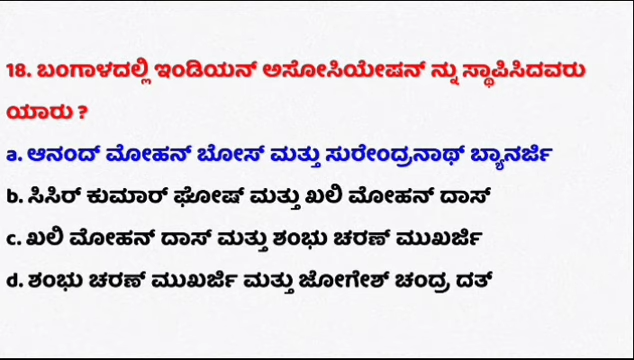 18. ಬಂಗಾಳದಲ್ಲಿ ಇಂಡಿಯನ್ ಅಸೋಸಿಯೇಷನ್ ನ್ನು ಸ್ಥಾಪಿಸಿದವರು
ಯಾರು ?
a. ಆನಂದ್ ಮೋಹನ್ ಬೋಸ್ ಮತ್ತು ಸುರೇಂದ್ರನಾಥ್ ಬ್ಯಾನರ್ಜಿ
b. ಸಿಸಿರ್ ಕುಮಾರ್ ಘೋಷ್ ಮತ್ತು ಖಲಿ ಮೋಹನ್ ದಾಸ್
c. ಖಲಿ ಮೋಹನ್ ದಾಸ್ ಮತ್ತು ಶಂಭು ಚರಣ್ ಮುಖರ್ಜಿ
d. ಶಂಭು ಚರಣ್ ಮುಖರ್ಜಿ ಮತ್ತು ಜೋಗೇಶ್ ಚಂದ್ರ ದತ್